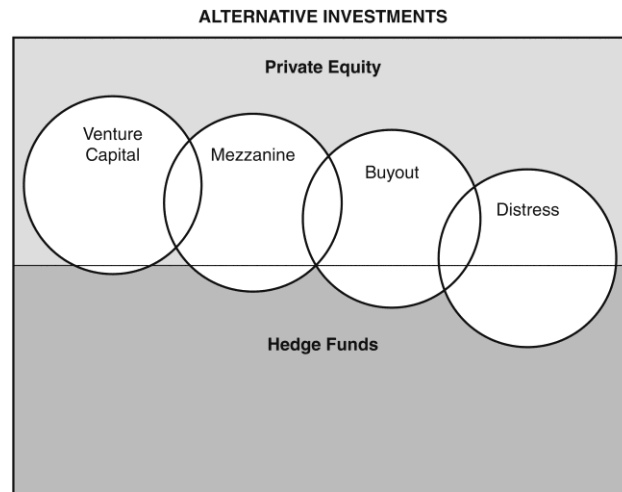 ALTERNATIVE INVESTMENTS
Private Equity
Venture
Capital
Mezzanine
Buyout
Distress
Hedge Funds